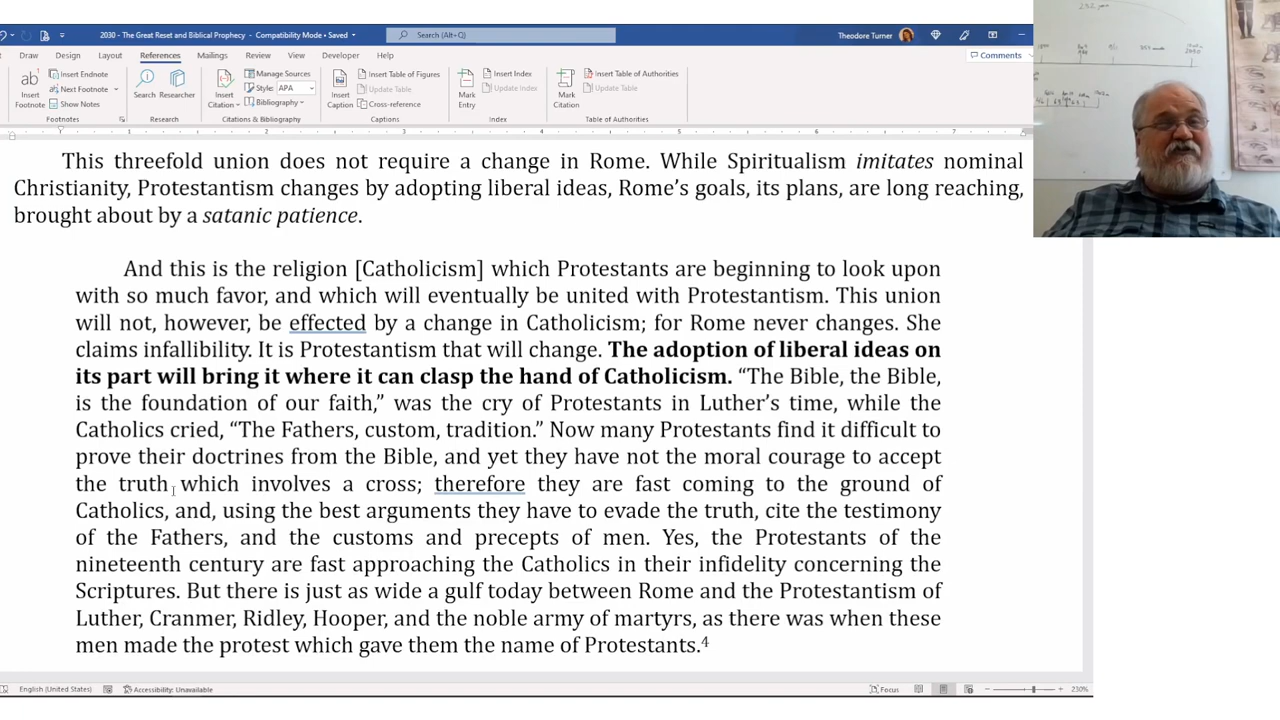 2030 - The Great Reset and Biblical Prophecy - Compatibility Mode • Saved
Search (Alt+Q)
Theodore Turner
Draw Design Layout References Mailings Review View Developer Help
Comments
ab
Insert Endnote
Next Footnote
Show Notes
Insert Footnote
Footnotes
Search
Researcher
Research
Insert Citation
Manage Sources
Style: APA
Bibliography
Citations & Bibliography
Insert Caption
Insert Table of Figures
Update Table
Cross-reference
Captions
Mark Entry
Insert Index
Update Index
Index
Mark Citation
Insert Table of Authorities
Update Table
Table of Authorities
1 2 3 4 5 6 7
This threefold union does not require a change in Rome. While Spiritualism imitates nominal
Christianity, Protestantism changes by adopting liberal ideas, Rome’s goals, its plans, are long reaching,
brought about by a satanic patience.
And this is the religion [Catholicism] which Protestants are beginning to look upon
with so much favor, and which will eventually be united with Protestantism. This union
will not, however, be effected by a change in Catholicism; for Rome never changes. She
claims infallibility. It is Protestantism that will change. The adoption of liberal ideas on
its part will bring it where it can clasp the hand of Catholicism. “The Bible, the Bible,
is the foundation of our faith,” was the cry of Protestants in Luther’s time, while the
Catholics cried, “The Fathers, custom, tradition.” Now many Protestants find it difficult to
prove their doctrines from the Bible, and yet they have not the moral courage to accept
the truth which involves a cross; therefore they are fast coming to the ground of
Catholics, and, using the best arguments they have to evade the truth, cite the testimony
of the Fathers, and the customs and precepts of men. Yes, the Protestants of the
nineteenth century are fast approaching the Catholics in their infidelity concerning the
Scriptures. But there is just as wide a gulf today between Rome and the Protestantism of
Luther, Cranmer, Ridley, Hooper, and the noble army of martyrs, as there was when these
men made the protest which gave them the name of Protestants.4
English (United States)
Accessibility: Unavailable
Focus
230%